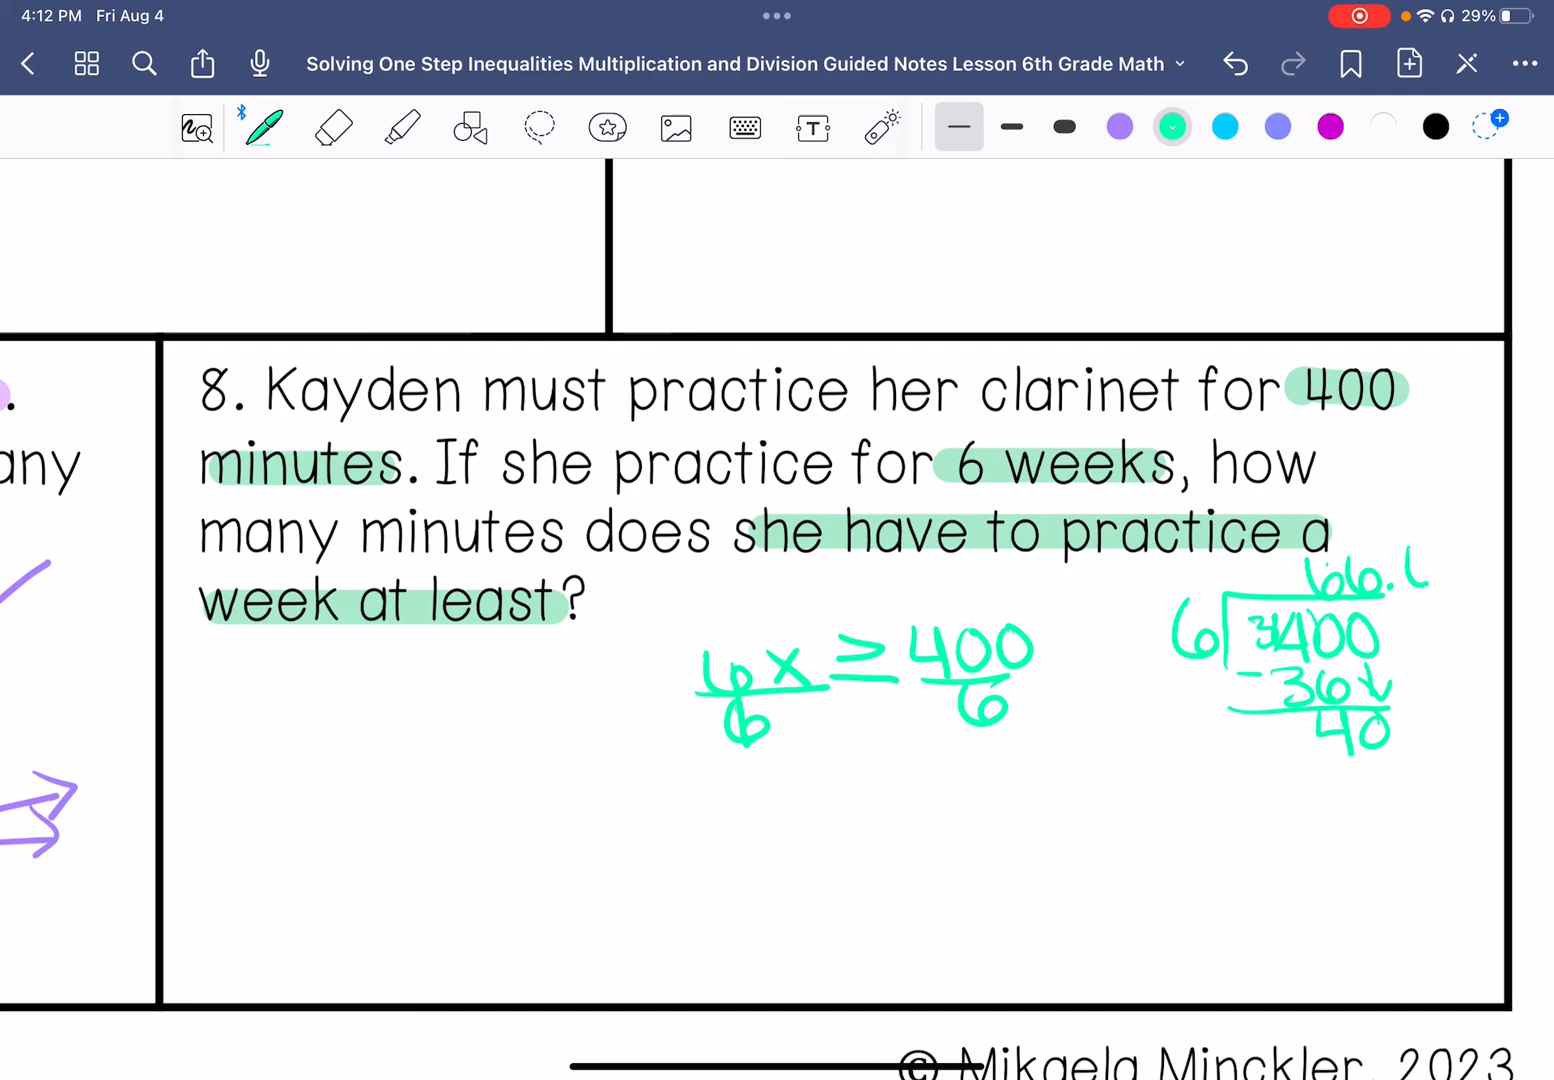 4:12 PM Fri Aug 4
29%
Solving One Step Inequalities Multiplication and Division Guided Notes Lesson 6th Grade Math
T
8. Kayden must practice her clarinet for 400
minutes. If she practice for 6 weeks, how
any
many minutes does she have to practice a
week at least?
6x ≥ 400
6 6
66.
6 400
- 36
40
© Mikaela Minckler, 2023